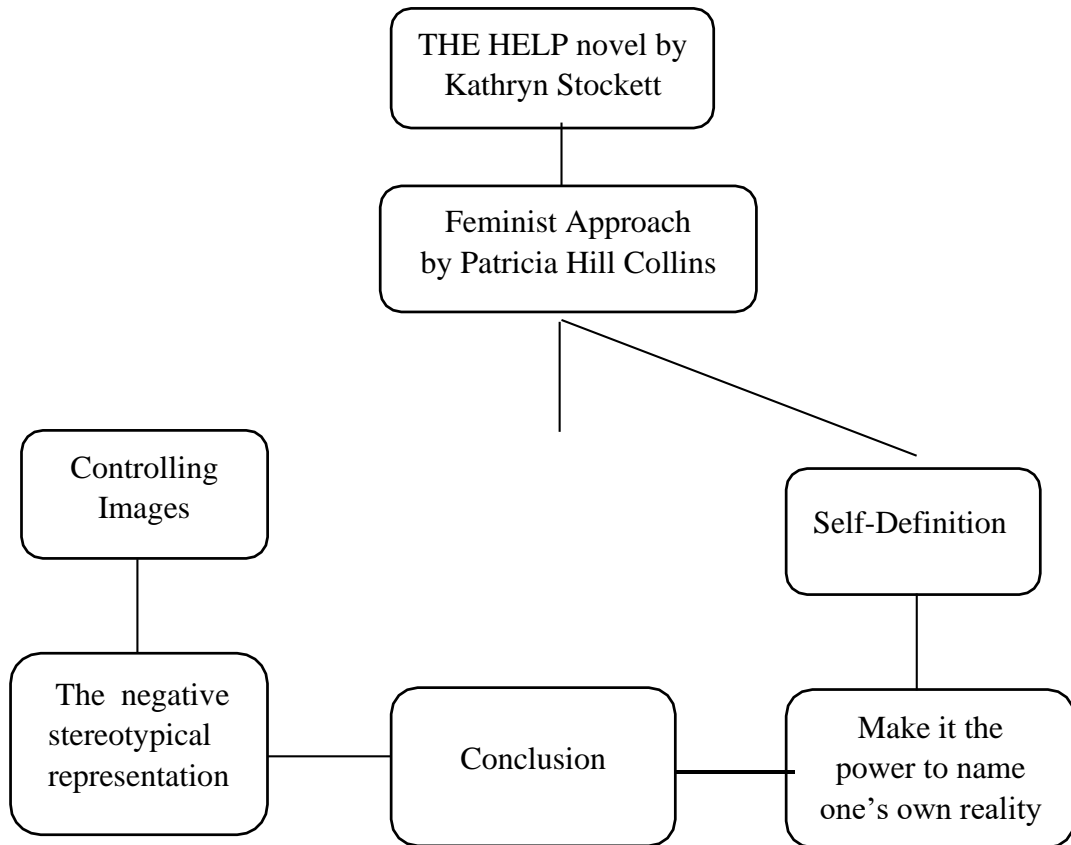 THE HELP novel by
Kathryn Stockett
Feminist Approach
by Patricia Hill Collins
Controlling
Images
Self-Definition
The negative
stereotypical
representation
Conclusion
Make it the
power to name
one’s own reality